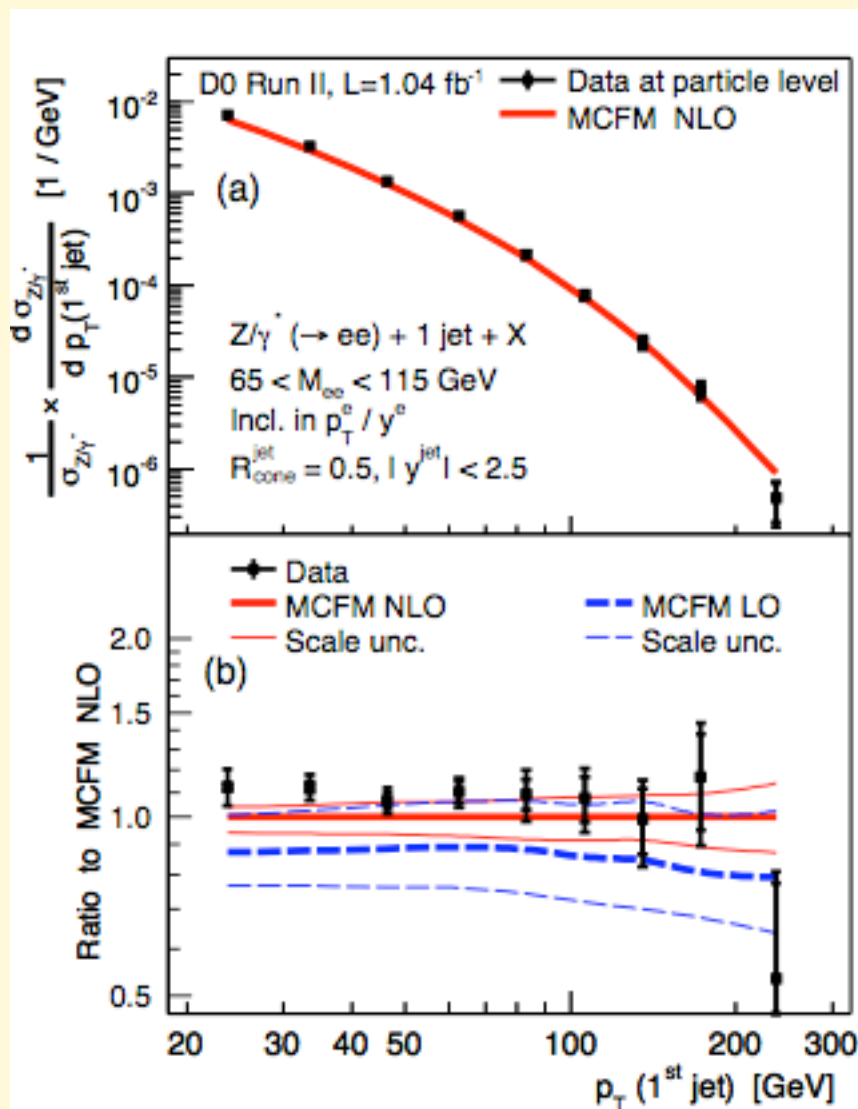 D0 Run II, L=1.04 fb⁻¹
Data at particle level
MCFM NLO
1/σ_{Z/γ*} × d σ_{Z/γ*} / d p_T(1st jet) [1 / GeV]
10⁻²
10⁻³
10⁻⁴
10⁻⁵
10⁻⁶
(a)
Z/γ* (→ ee) + 1 jet + X
65 < M_ee < 115 GeV
Incl. in p_T^e / y^e
R_cone^jet = 0.5, | y^jet | < 2.5
Data
MCFM NLO
MCFM LO
Scale unc.
Scale unc.
(b)
Ratio to MCFM NLO
2.0
1.5
1.0
0.5
20 30 40 50 100 200 300
p_T (1st jet) [GeV]